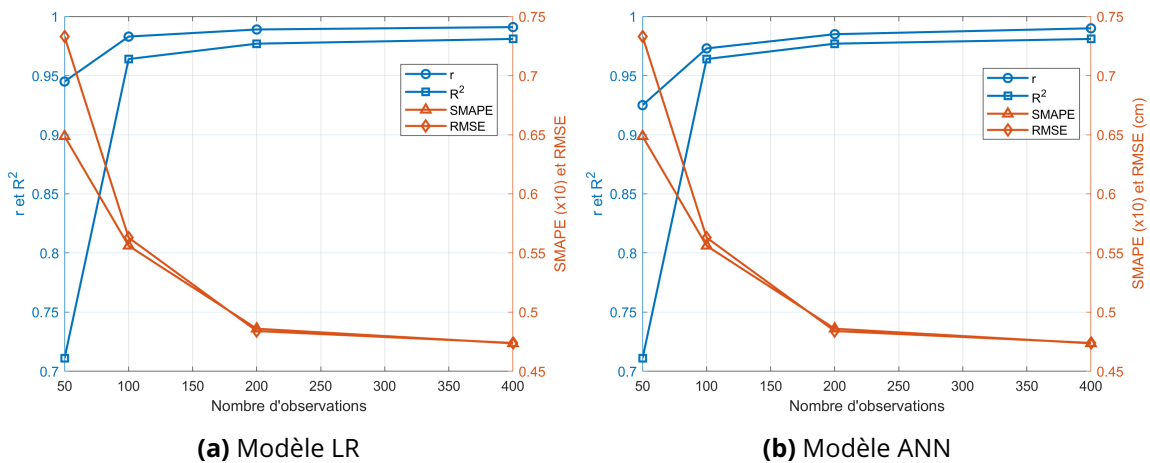 1
0.95
0.9
0.85
0.8
0.75
0.7
r et R²
0.75
0.7
0.65
0.6
0.55
0.5
0.45
SMAPE (x10) et RMSE
50 100 150 200 250 300 350 400
Nombre d'observations
r
R²
SMAPE
RMSE
(a) Modèle LR
1
0.95
0.9
0.85
0.8
0.75
0.7
r et R²
0.75
0.7
0.65
0.6
0.55
0.5
0.45
SMAPE (x10) et RMSE (cm)
50 100 150 200 250 300 350 400
Nombre d'observations
r
R²
SMAPE
RMSE
(b) Modèle ANN